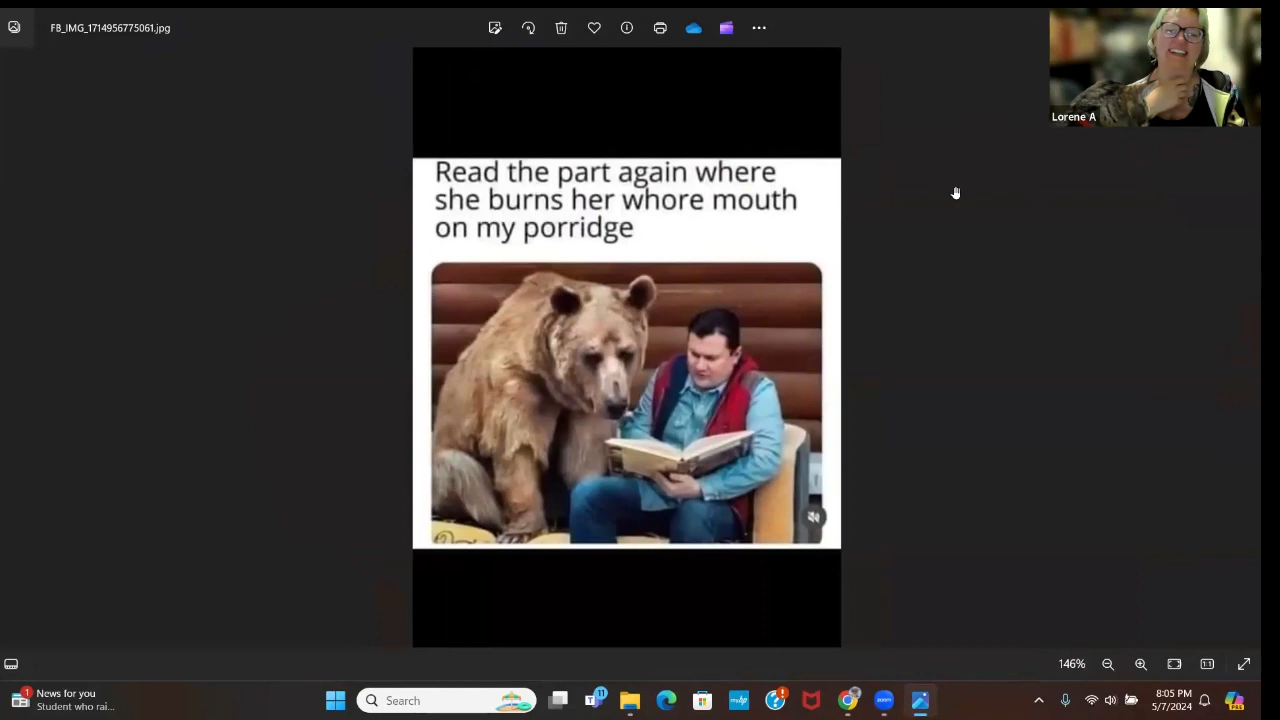 FB_IMG_1714956775061.jpg
Lorene A
Read the part again where
she burns her whore mouth
on my porridge
146%
News for you
Student who rai...
Search
8:05 PM
5/7/2024